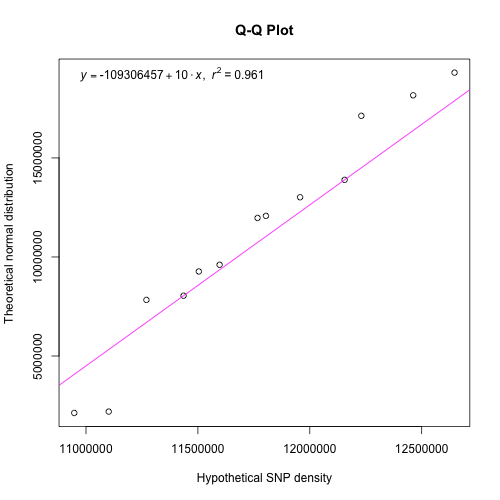 Q-Q Plot
y = -109306457 + 10 · x, r² = 0.961
Theoretical normal distribution
15000000
10000000
5000000
11000000 11500000 12000000 12500000
Hypothetical SNP density